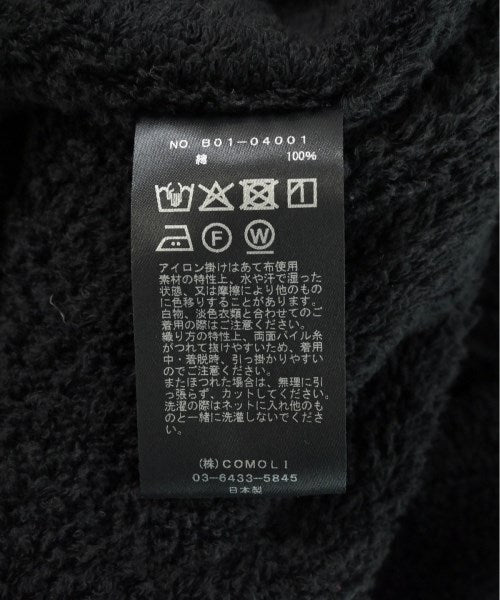 NO. B01-04001
綿 100%
F W
アイロン掛けはあて布使用
素材の特性上、水や汗で湿った
状態、又は摩擦により他のもの
に色移りすることがあります。
白物、淡色衣類と合わせてのご
着用の際はご注意ください。
織り方の特性上、両面パイル糸
がつれて抜けやすいため、着用
中・着脱時、引っ掛かりやすい
のでご注意ください。
またほつれた場合は、無理に引
っ張らず、カットしてください。
洗濯の際はネットに入れ他のも
のと一緒に洗濯しないでくださ
い。
(株)COMOLI
03-6433-5845
日本製